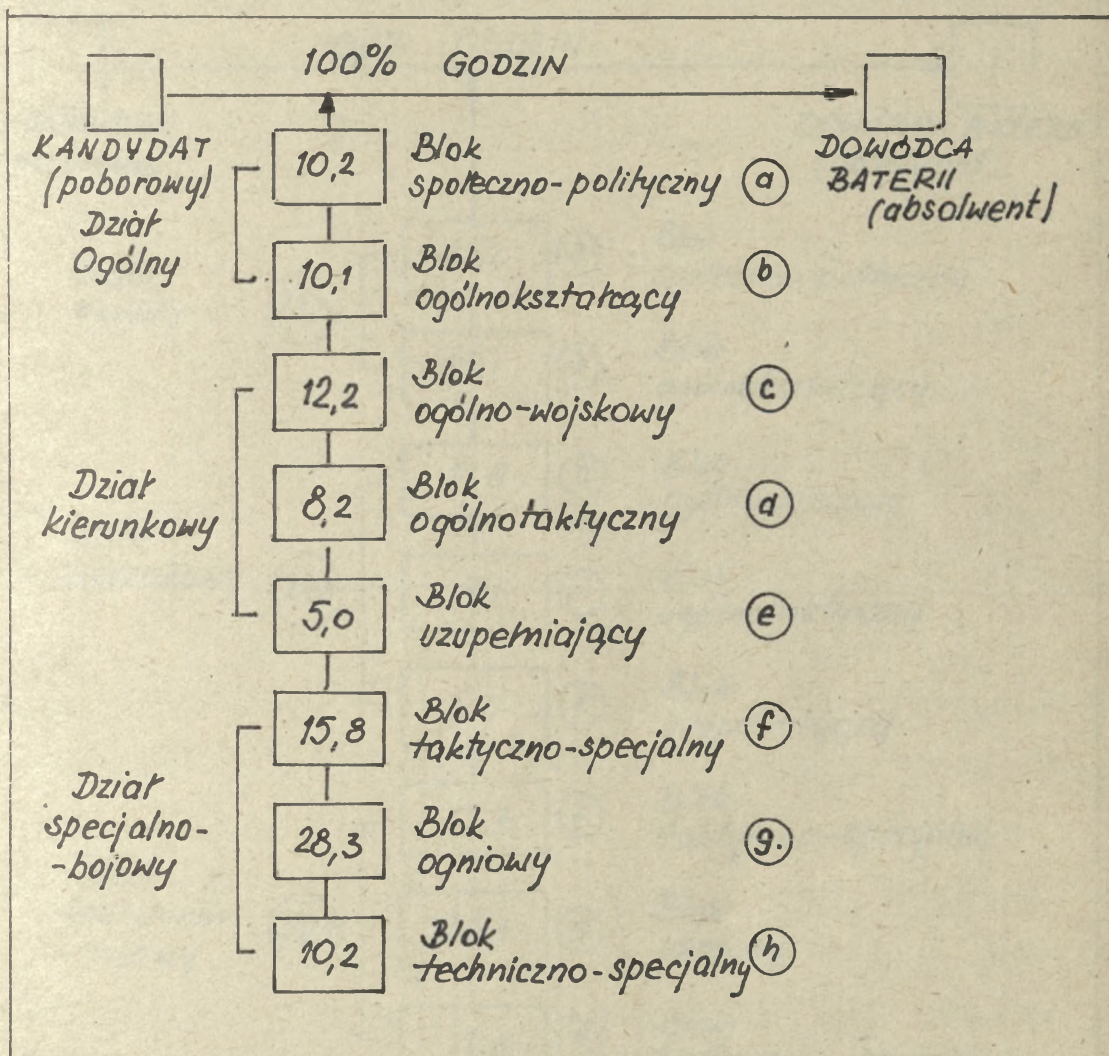 100% GODZIN
KANDYDAT
(poborowy)
DOWÓDCA
BATERII
(absolwent)
Dział
Ogólny
10,2
Blok
społeczno-polityczny
a
10,1
Blok
ogólnokształcący
b
Dział
kierunkowy
12,2
Blok
ogólno-wojskowy
c
8,2
Blok
ogólnotaktyczny
d
5,0
Blok
uzupełniający
e
Dział
specjalno-
-bojowy
15,8
Blok
taktyczno-specjalny
f
28,3
Blok
ogniowy
g.
10,2
Blok
techniczno-specjalny
h